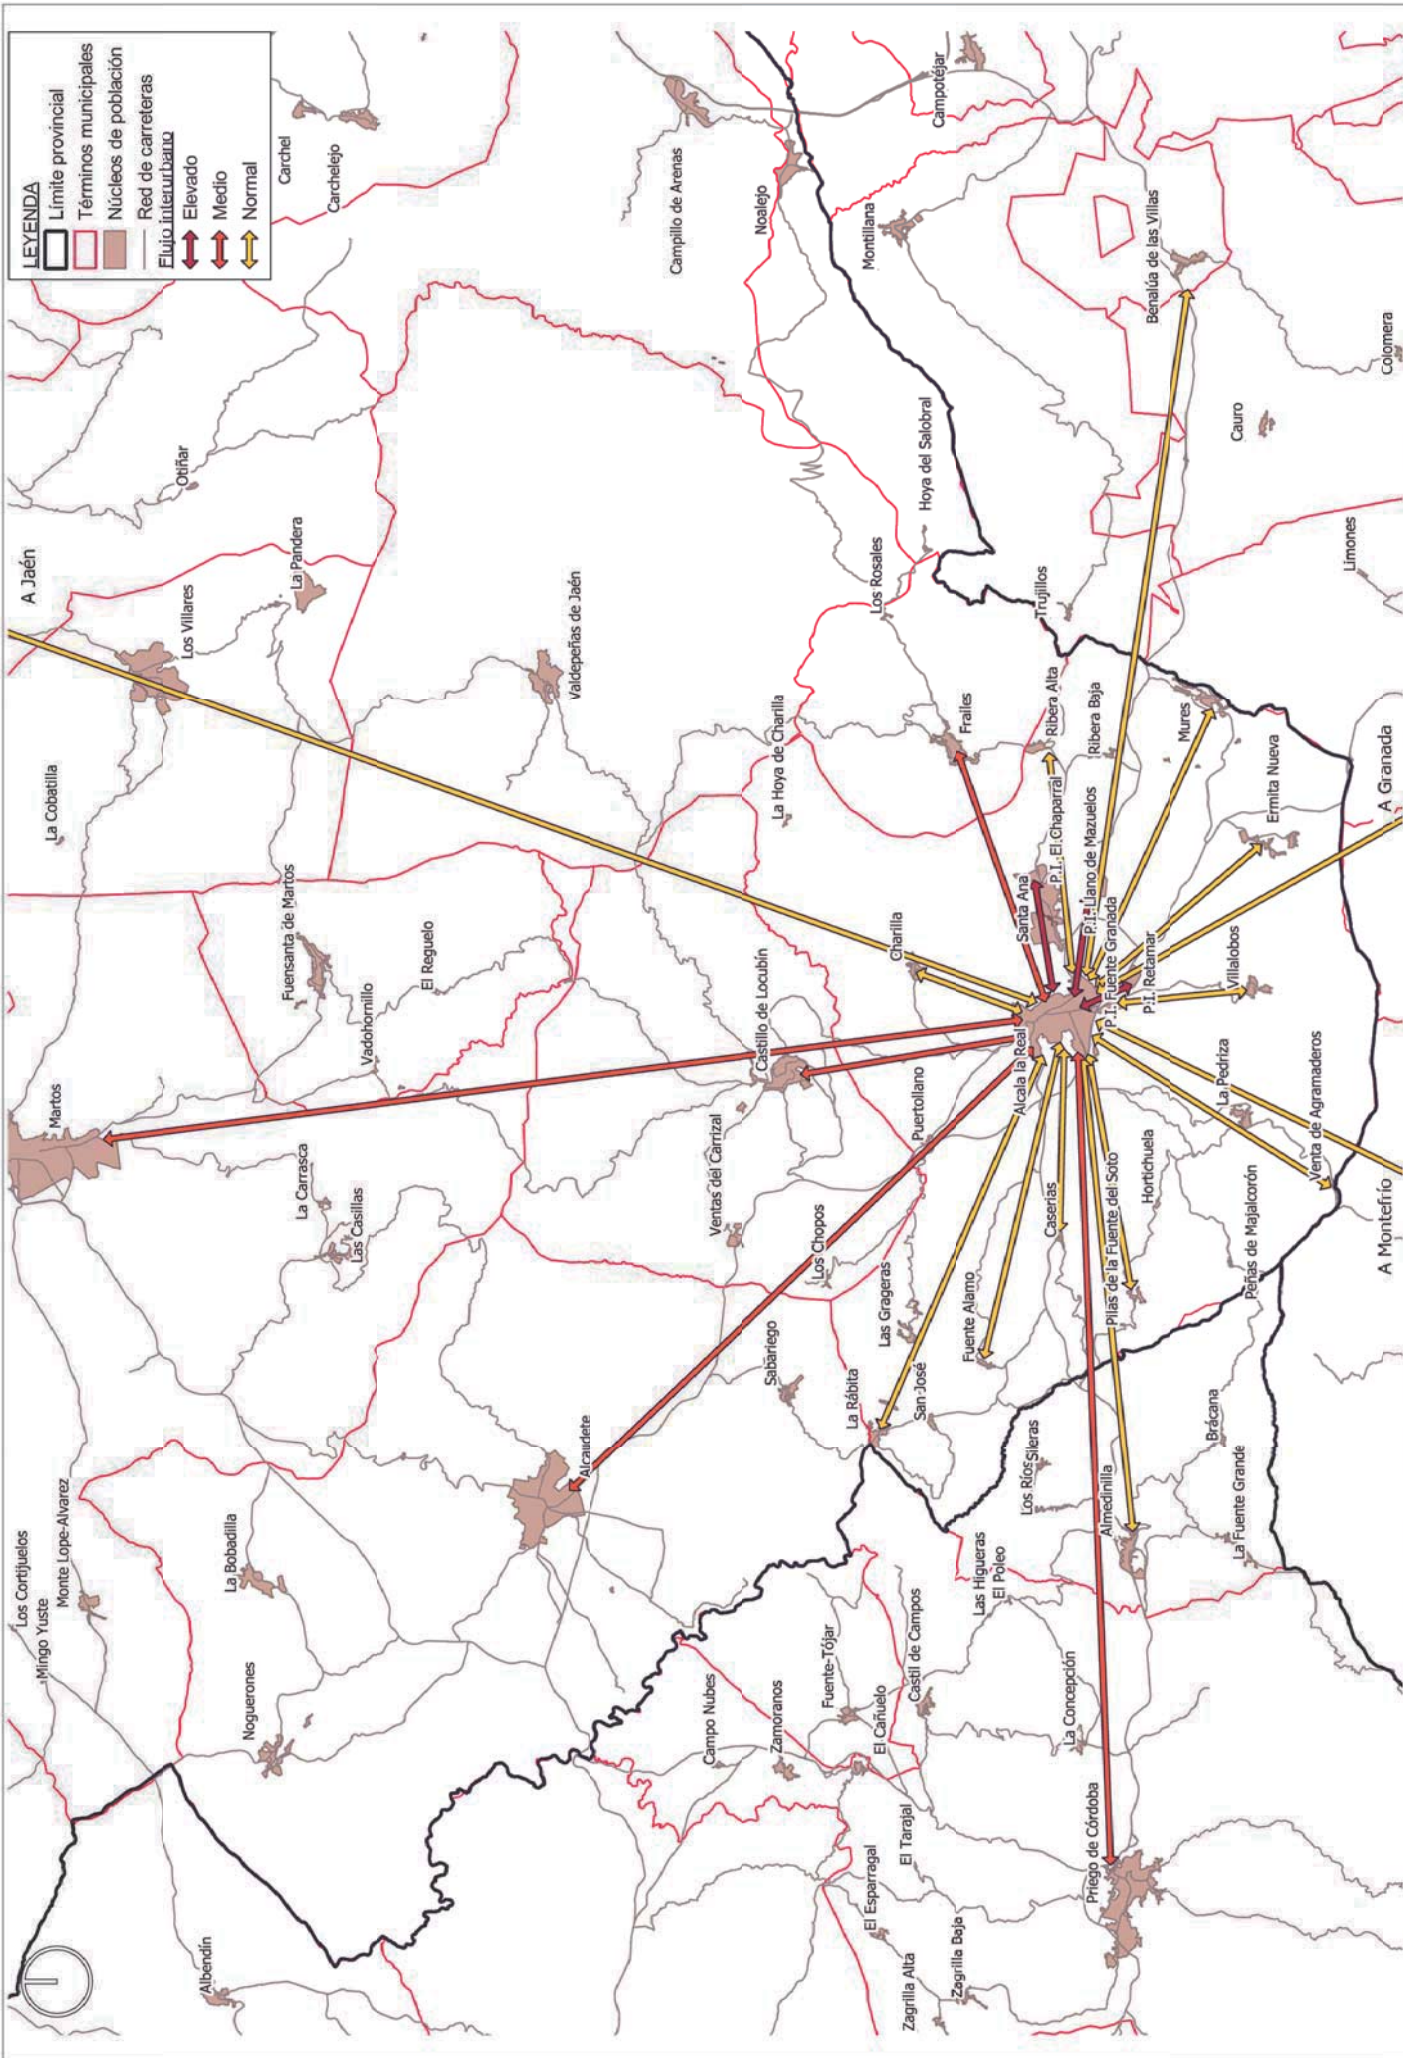 LEYENDA
Límite provincial
Términos municipales
Núcleos de población
Red de carreteras
Flujo interurbano
Elevado
Medio
Normal
Los Cortijuelos
Mingo Yuste
Monte Lope-Alvarez
Martos
La Cobatilla
A Jaén
Los Villares
Otiñar
Carchel
Carchelejo
Albendín
Noguerones
La Bobadilla
La Carrasca
Las Casillas
Fuensanta de Martos
Vadohornillo
El Reguelo
La Pandera
Valdepeñas de Jaén
Campillo de Arenas
Noalejo
Alcaudete
Ventas del Carrizal
Castillo de Locubín
Los Chopos
Sabariego
La Hoya de Charilla
Campo Nubes
Zamoranos
Fuente-Tójar
El Cañuelo
Castil de Campos
El Esparragal
El Tarajal
Zagrilla Alta
Zagrilla Baja
La Rábita
San José
Las Grageras
Puertollano
Charilla
Frailes
Los Rosales
Hoya del Salobral
Montillana
Campotéjar
Las Higueras
El Poleo
Los Ríos
Sileras
Fuente Alamo
Caserias
Alcala la Real
Santa Ana
P.I. El Chaparral
Ribera Alta
Ribera Baja
Trujillos
P.I. Llano de Mazuelos
P.I. Fuente Granada
P.I. Retamar
Priego de Córdoba
La Concepción
Almedinilla
Pilas de la Fuente del Soto
Hortichuela
La Pedriza
Villalobos
Mures
Ermita Nueva
Benalúa de las Villas
Cauro
Limones
Colomera
Brácana
La Fuente Grande
Peñas de Majalcorón
Venta de Agramaderos
A Montefrío
A Granada